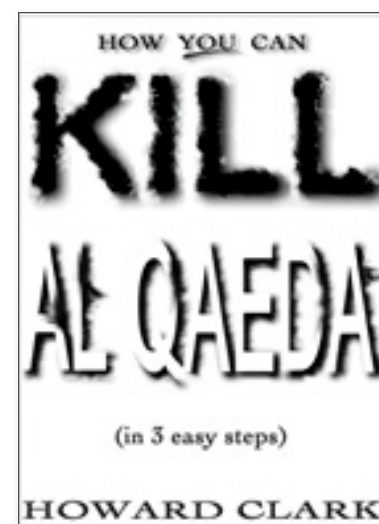 HOW YOU CAN
KILL
AL QAEDA
(in 3 easy steps)
HOWARD CLARK